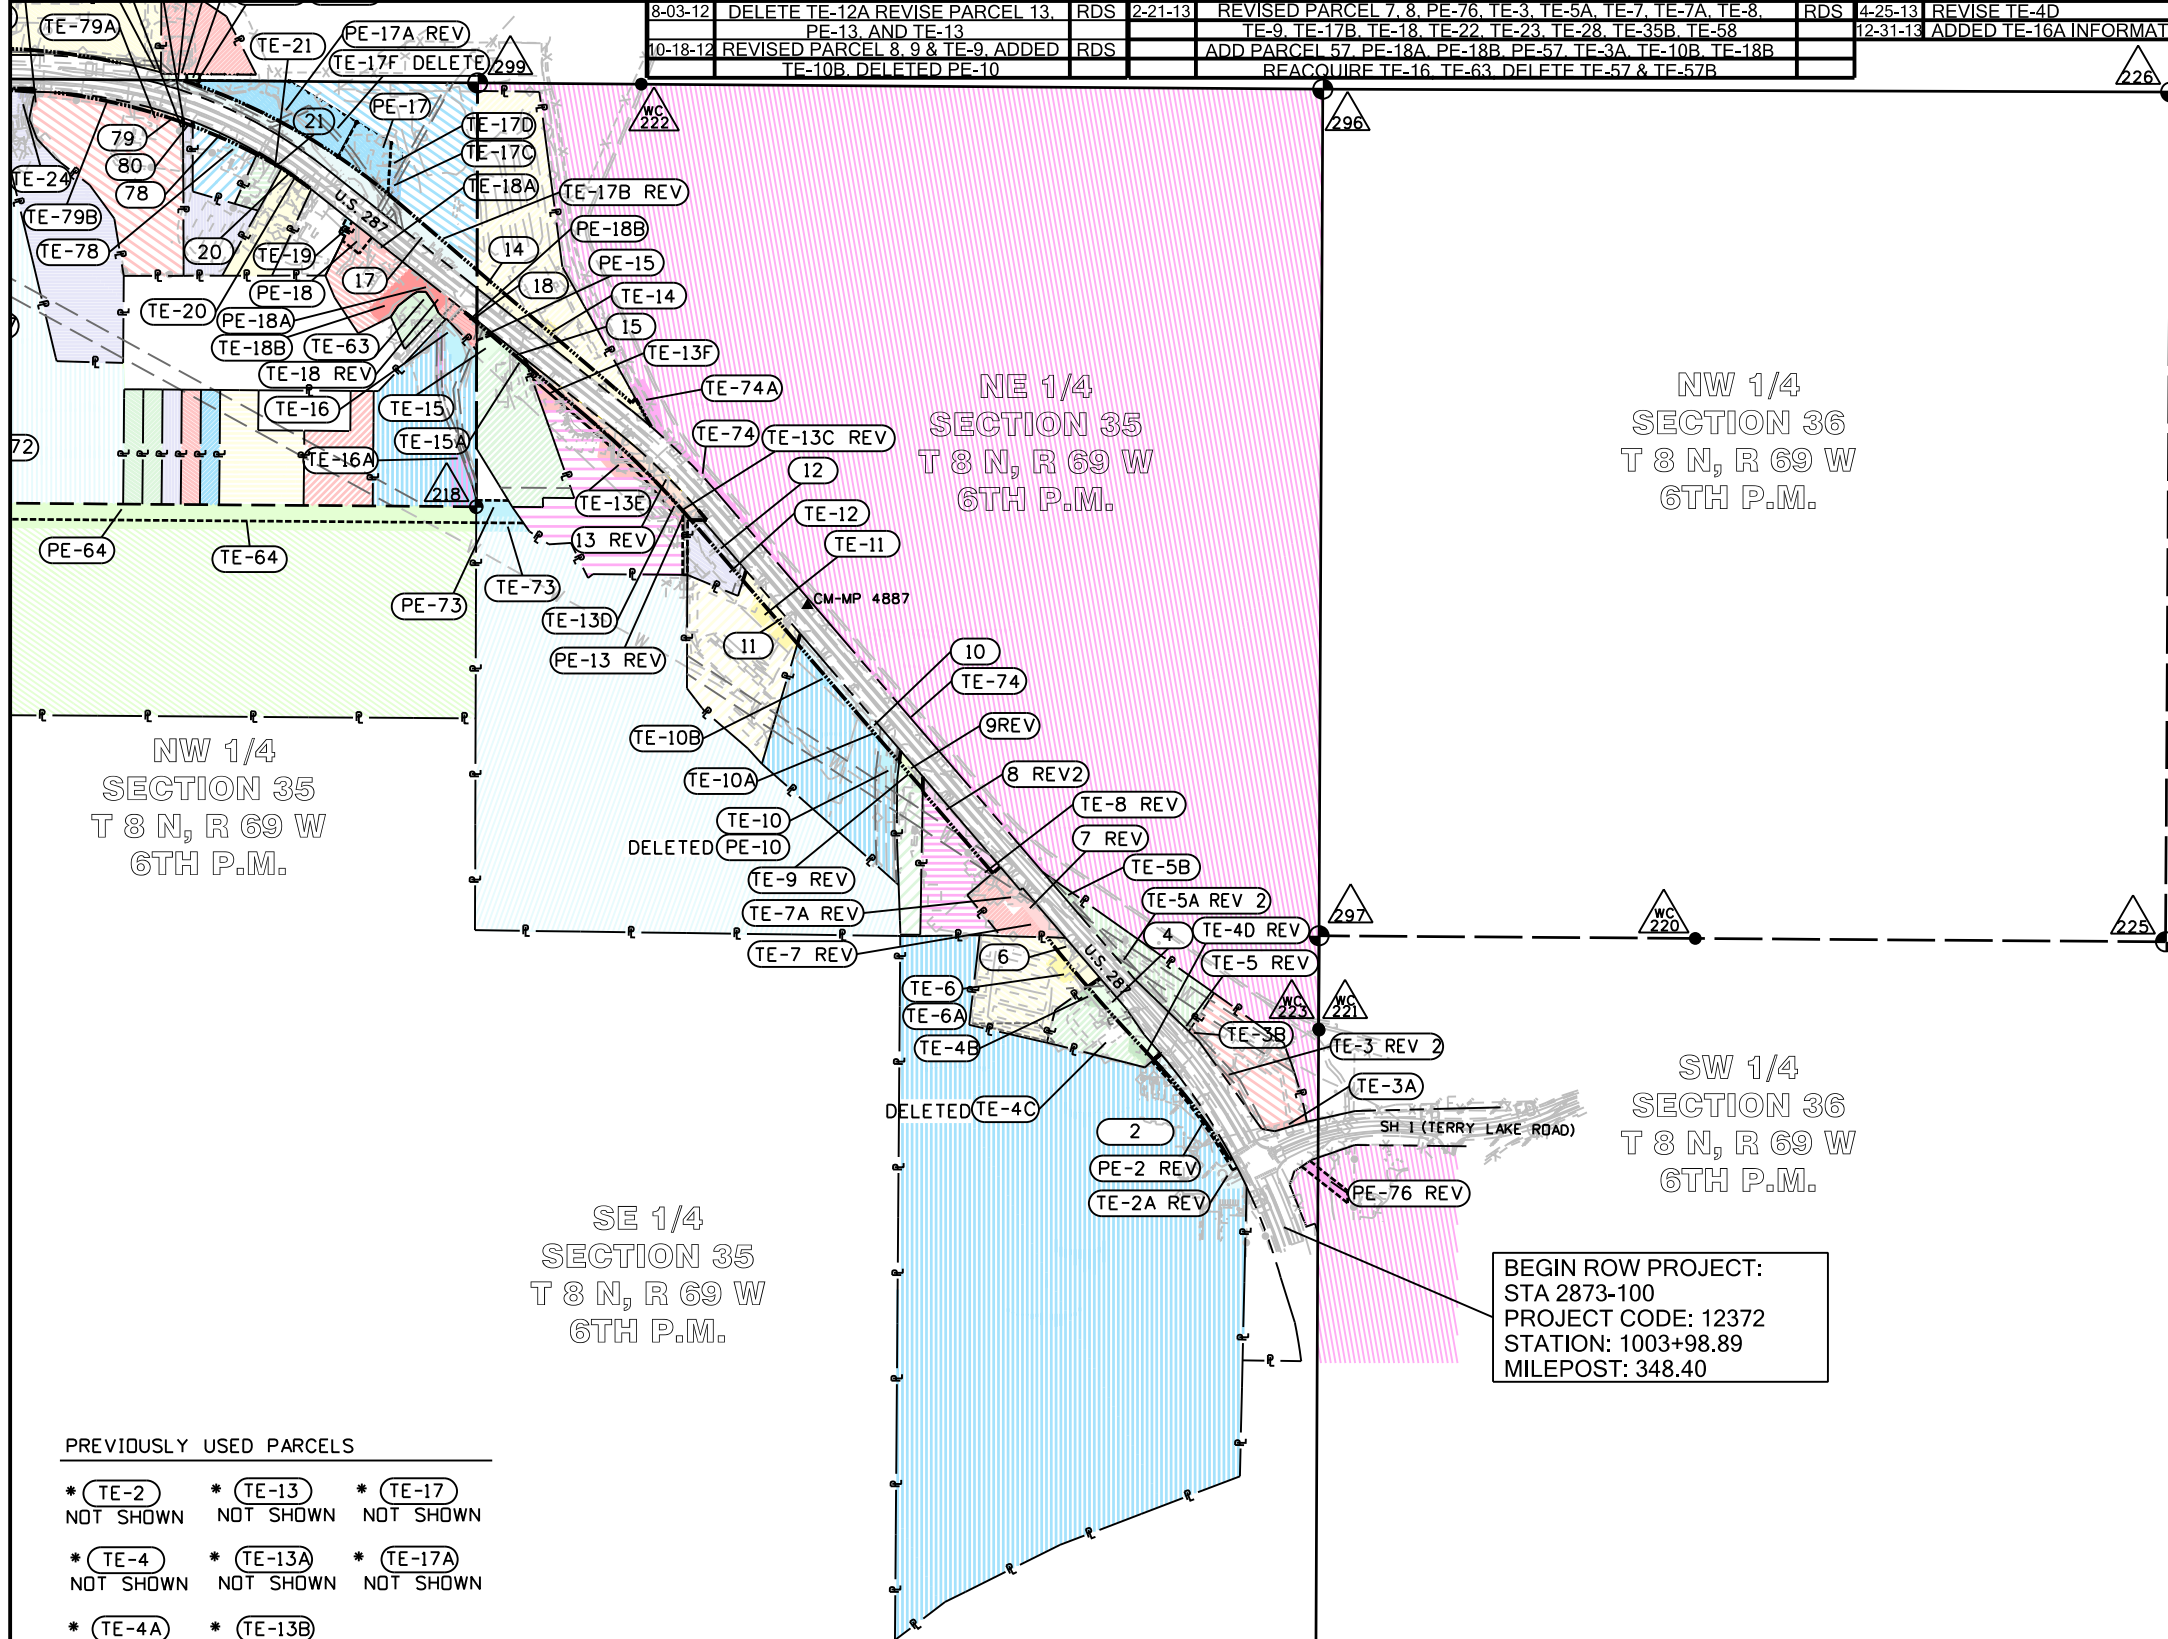 8-03-12 DELETE TE-12A REVISE PARCEL 13, RDS 2-21-13 REVISED PARCEL 7, 8, PE-76, TE-3, TE-5A, TE-7, TE-7A, TE-8, RDS 4-25-13 REVISE TE-4D
PE-13, AND TE-13 TE-9, TE-17B, TE-18, TE-22, TE-23, TE-28, TE-35B, TE-58 12-31-13 ADDED TE-16A INFORMAT
10-18-12 REVISED PARCEL 8, 9 & TE-9, ADDED RDS ADD PARCEL 57, PE-18A, PE-18B, PE-57, TE-3A, TE-10B, TE-18B
TE-10B, DELETED PE-10 REACQUIRE TE-16, TE-63, DELETE TE-57 & TE-57B
TE-79A
TE-21
PE-17A REV
TE-17F DELETE
299
226
PE-17
WC
222
296
21
TE-17D
79
TE-17C
80
TE-24
78
TE-18A
TE-17B REV
U.S. 287
TE-79B
PE-18B
TE-78
20
TE-19
14
PE-15
17
18
PE-18
TE-14
TE-20
PE-18A
15
TE-18B
TE-63
TE-13F
TE-18 REV
TE-74A
TE-16
TE-15
TE-74
TE-13C REV
TE-15A
72
TE-16A
12
218
TE-13E
TE-12
13 REV
TE-11
PE-64
TE-64
TE-73
PE-73
CM-MP 4887
TE-13D
11
PE-13 REV
10
TE-74
9REV
TE-10B
TE-10A
8 REV2
TE-8 REV
TE-10
DELETED PE-10
7 REV
TE-9 REV
TE-5B
TE-7A REV
TE-5A REV 2
297
WC
220
225
TE-4D REV
4
TE-7 REV
6
U.S. 287
TE-5 REV
TE-6
WC
223
WC
221
TE-6A
TE-3B
TE-4B
TE-3 REV 2
TE-3A
DELETED TE-4C
SH 1 (TERRY LAKE ROAD)
2
PE-2 REV
TE-2A REV
PE-76 REV
NE 1/4
SECTION 35
T 8 N, R 69 W
6TH P.M.
NW 1/4
SECTION 36
T 8 N, R 69 W
6TH P.M.
NW 1/4
SECTION 35
T 8 N, R 69 W
6TH P.M.
SW 1/4
SECTION 36
T 8 N, R 69 W
6TH P.M.
SE 1/4
SECTION 35
T 8 N, R 69 W
6TH P.M.
BEGIN ROW PROJECT:
STA 2873-100
PROJECT CODE: 12372
STATION: 1003+98.89
MILEPOST: 348.40
PREVIOUSLY USED PARCELS
* TE-2 * TE-13 * TE-17
NOT SHOWN NOT SHOWN NOT SHOWN
* TE-4 * TE-13A * TE-17A
NOT SHOWN NOT SHOWN NOT SHOWN
* TE-4A * TE-13B